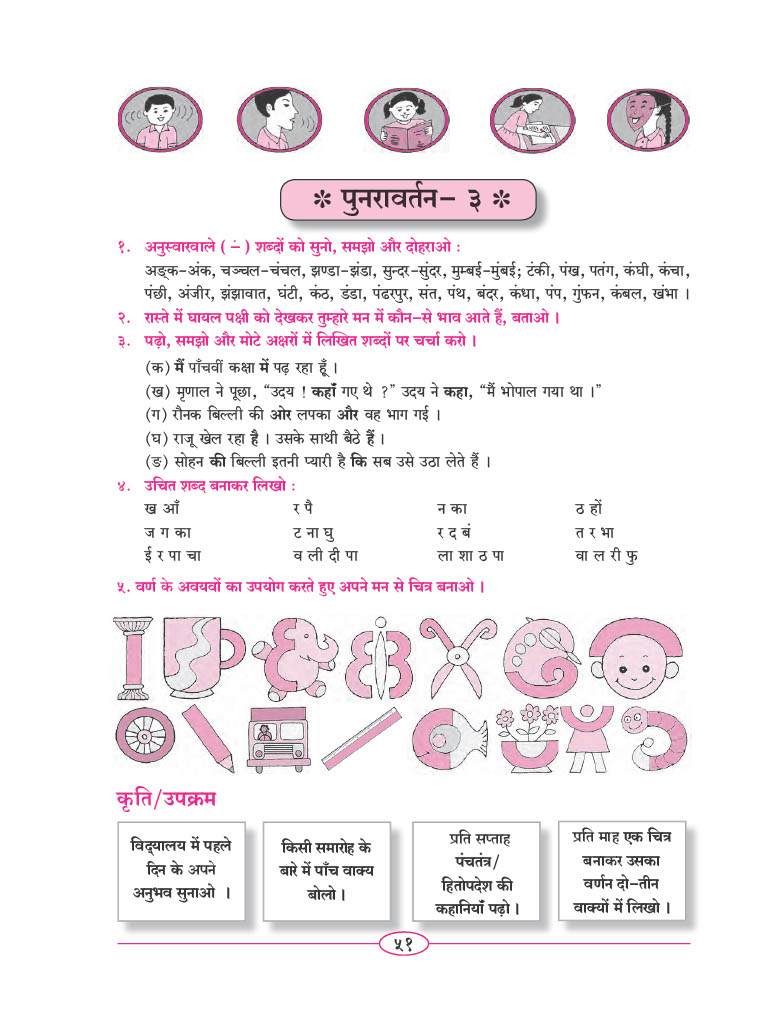 * पुनरावर्तन- ३ *
१. अनुस्वारवाले ( ∸ ) शब्दों को सुनो, समझो और दोहराओ :
अङ्क-अंक, चञ्चल-चंचल, झण्डा-झंडा, सुन्दर-सुंदर, मुम्बई-मुंबई; टंकी, पंख, पतंग, कंघी, कंचा,
पंछी, अंजीर, झंझावात, घंटी, कंठ, डंडा, पंढरपुर, संत, पंथ, बंदर, कंधा, पंप, गुंफन, कंबल, खंभा ।
२. रास्ते में घायल पक्षी को देखकर तुम्हारे मन में कौन-से भाव आते हैं, बताओ ।
३. पढ़ो, समझो और मोटे अक्षरों में लिखित शब्दों पर चर्चा करो ।
(क) मैं पाँचवीं कक्षा में पढ़ रहा हूँ ।
(ख) मृणाल ने पूछा, “उदय ! कहाँ गए थे ?” उदय ने कहा, “मैं भोपाल गया था ।”
(ग) रौनक बिल्ली की ओर लपका और वह भाग गई ।
(घ) राजू खेल रहा है । उसके साथी बैठे हैं ।
(ङ) सोहन की बिल्ली इतनी प्यारी है कि सब उसे उठा लेते हैं ।
४. उचित शब्द बनाकर लिखो :
ख आँ र पै न का ठ हों
ज ग का ट ना घु र द बं त र भा
ई र पा चा व ली दी पा ला शा ठ पा वा ल री फु
५. वर्ण के अवयवों का उपयोग करते हुए अपने मन से चित्र बनाओ ।
कृति/उपक्रम
विद्यालय में पहले
दिन के अपने
अनुभव सुनाओ ।
किसी समारोह के
बारे में पाँच वाक्य
बोलो ।
प्रति सप्ताह
पंचतंत्र/
हितोपदेश की
कहानियाँ पढ़ो ।
प्रति माह एक चित्र
बनाकर उसका
वर्णन दो-तीन
वाक्यों में लिखो ।
५१